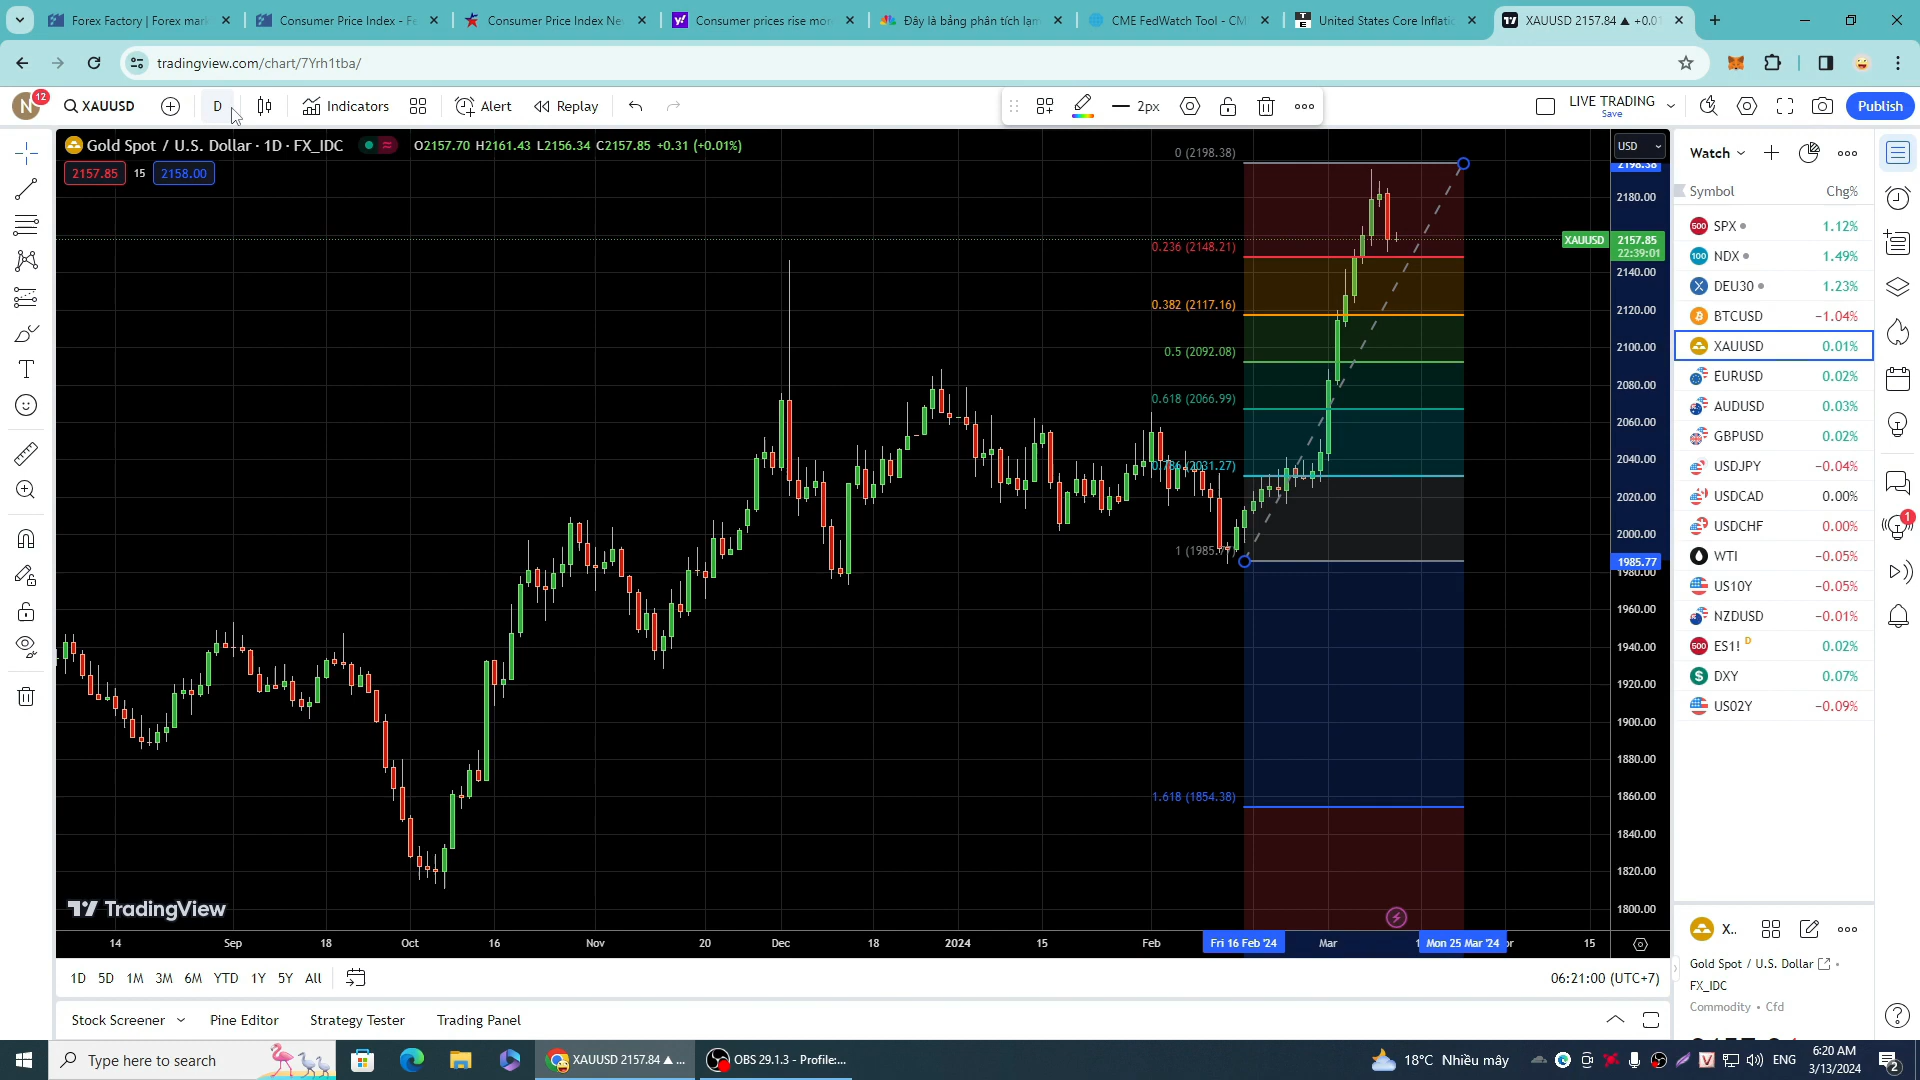 Forex Factory | Forex mark
Consumer Price Index - Fo
Consumer Price Index Ne
Consumer prices rise mor
Đây là bảng phân tích lạm
CME FedWatch Tool - CM
United States Core Inflati
XAUUSD 2157.84 ▲ +0.01
tradingview.com/chart/7Yrh1tba/
N
12
XAUUSD
D
Indicators
Alert
Replay
2px
LIVE TRADING
Save
Publish
Gold Spot / U.S. Dollar · 1D · FX_IDC
O2157.70 H2161.43 L2156.34 C2157.85 +0.31 (+0.01%)
2157.85
15
2158.00
0 (2198.38)
0.236 (2148.21)
0.382 (2117.16)
0.5 (2092.08)
0.618 (2066.99)
0.786 (2031.27)
1 (1985.77)
1.618 (1854.38)
USD
2198.38
2180.00
XAUUSD
2157.85
22:39:01
2140.00
2120.00
2100.00
2080.00
2060.00
2040.00
2020.00
2000.00
1985.77
1980.00
1960.00
1940.00
1920.00
1900.00
1880.00
1860.00
1840.00
1820.00
1800.00
TradingView
14
Sep
18
Oct
16
Nov
20
Dec
18
2024
15
Feb
Fri 16 Feb '24
Mar
Mon 25 Mar '24
15
1D
5D
1M
3M
6M
YTD
1Y
5Y
All
06:21:00 (UTC+7)
Stock Screener
Pine Editor
Strategy Tester
Trading Panel
Watch
Symbol
Chg%
SPX
1.12%
NDX
1.49%
DEU30
1.23%
BTCUSD
−1.04%
XAUUSD
0.01%
EURUSD
0.02%
AUDUSD
0.03%
GBPUSD
0.02%
USDJPY
−0.04%
USDCAD
0.00%
USDCHF
0.00%
WTI
−0.05%
US10Y
−0.05%
NZDUSD
−0.01%
ES1! D
0.02%
DXY
0.07%
US02Y
−0.09%
1
X..
Gold Spot / U.S. Dollar
FX_IDC
Commodity • Cfd
Type here to search
XAUUSD 2157.84 ▲ ...
OBS 29.1.3 - Profile:...
18°C Nhiều mây
ENG
6:20 AM
3/13/2024
2